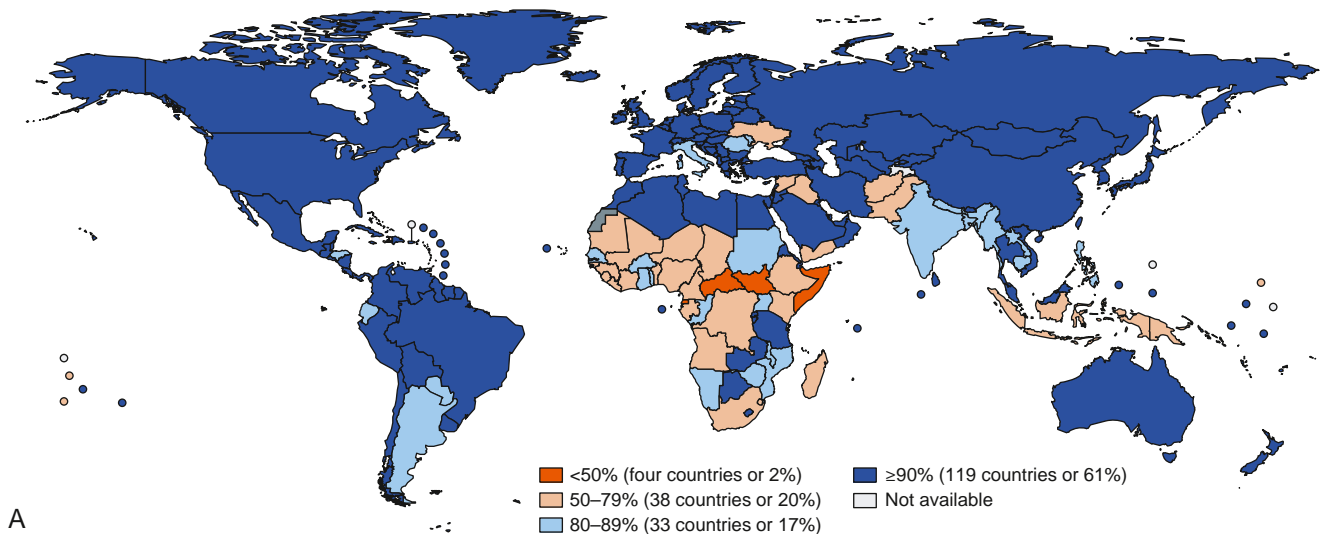 <50% (four countries or 2%)
50–79% (38 countries or 20%)
80–89% (33 countries or 17%)
≥90% (119 countries or 61%)
Not available
A